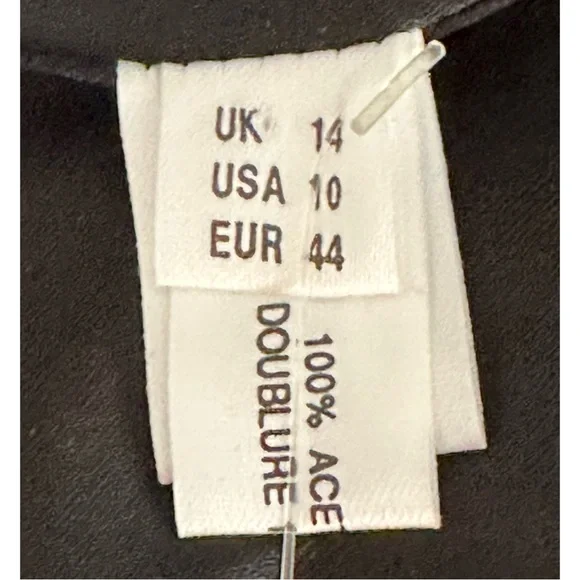 UK 14
USA 10
EUR 44
100% ACE
DOUBLURE